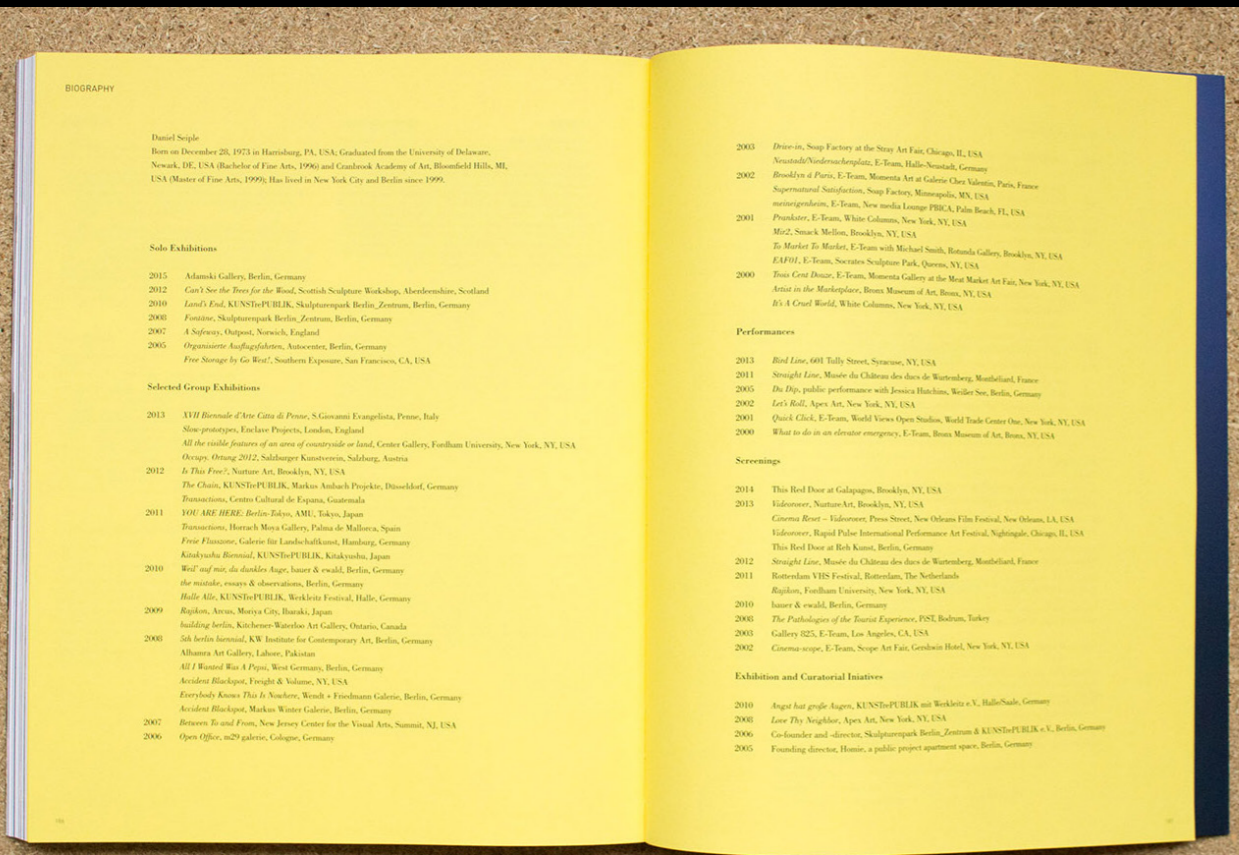 BIOGRAPHY
Daniel Seiple
Born on December 28, 1973 in Harrisburg, PA, USA; Graduated from the University of Delaware,
Newark, DE, USA (Bachelor of Fine Arts, 1996) and Cranbrook Academy of Art, Bloomfield Hills, MI,
USA (Master of Fine Arts, 1999); Has lived in New York City and Berlin since 1999.
Solo Exhibitions
2015 Adamski Gallery, Berlin, Germany
2012 Can't See the Trees for the Wood, Scottish Sculpture Workshop, Aberdeenshire, Scotland
2010 Land's End, KUNSTrePUBLIK, Skulpturenpark Berlin_Zentrum, Berlin, Germany
2008 Fontäne, Skulpturenpark Berlin_Zentrum, Berlin, Germany
2007 A Safeway, Outpost, Norwich, England
2005 Organisierte Ausflugsfahrten, Autocenter, Berlin, Germany
Free Storage by Go West!, Southern Exposure, San Francisco, CA, USA
Selected Group Exhibitions
2013 XVII Biennale d'Arte Citta di Penne, S.Giovanni Evangelista, Penne, Italy
Slow-prototypes, Enclave Projects, London, England
All the visible features of an area of countryside or land, Center Gallery, Fordham University, New York, NY, USA
Occupy. Ortung 2012, Salzburger Kunstverein, Salzburg, Austria
2012 Is This Free?, Nurture Art, Brooklyn, NY, USA
The Chain, KUNSTrePUBLIK, Markus Ambach Projekte, Düsseldorf, Germany
Transactions, Centro Cultural de Espana, Guatemala
2011 YOU ARE HERE: Berlin-Tokyo, AMU, Tokyo, Japan
Transactions, Horrach Moya Gallery, Palma de Mallorca, Spain
Freie Flusszone, Galerie für Landschaftkunst, Hamburg, Germany
Kitakyushu Biennial, KUNSTrePUBLIK, Kitakyushu, Japan
2010 Weil' auf mir, du dunkles Auge, bauer & ewald, Berlin, Germany
the mistake, essays & observations, Berlin, Germany
Halle Alle, KUNSTrePUBLIK, Werkleitz Festival, Halle, Germany
2009 Rajikon, Arcus, Moriya City, Ibaraki, Japan
building berlin, Kitchener-Waterloo Art Gallery, Ontario, Canada
2008 5th berlin biennial, KW Institute for Contemporary Art, Berlin, Germany
Alhamra Art Gallery, Lahore, Pakistan
All I Wanted Was A Pepsi, West Germany, Berlin, Germany
Accident Blackspot, Freight & Volume, NY, USA
Everybody Knows This Is Nowhere, Wendt + Friedmann Galerie, Berlin, Germany
Accident Blackspot, Markus Winter Galerie, Berlin, Germany
2007 Between To and From, New Jersey Center for the Visual Arts, Summit, NJ, USA
2006 Open Office, m29 galerie, Cologne, Germany
2003 Drive-in, Soap Factory at the Stray Art Fair, Chicago, IL, USA
Neustadt/Niedersachenplatz, E-Team, Halle-Neustadt, Germany
2002 Brooklyn á Paris, E-Team, Momenta Art at Galerie Chez Valentin, Paris, France
Supernatural Satisfaction, Soap Factory, Minneapolis, MN, USA
meineigenheim, E-Team, New media Lounge PBICA, Palm Beach, FL, USA
2001 Prankster, E-Team, White Columns, New York, NY, USA
Mir2, Smack Mellon, Brooklyn, NY, USA
To Market To Market, E-Team with Michael Smith, Rotunda Gallery, Brooklyn, NY, USA
EAF01, E-Team, Socrates Sculpture Park, Queens, NY, USA
2000 Trois Cent Douze, E-Team, Momenta Gallery at the Meat Market Art Fair, New York, NY, USA
Artist in the Marketplace, Bronx Museum of Art, Bronx, NY, USA
It's A Cruel World, White Columns, New York, NY, USA
Performances
2013 Bird Line, 601 Tully Street, Syracuse, NY, USA
2011 Straight Line, Musée du Château des ducs de Wurtemberg, Montbéliard, France
2005 Du Dip, public performance with Jessica Hutchins, Weißer See, Berlin, Germany
2002 Let's Roll, Apex Art, New York, NY, USA
2001 Quick Click, E-Team, World Views Open Studios, World Trade Center One, New York, NY, USA
2000 What to do in an elevator emergency, E-Team, Bronx Museum of Art, Bronx, NY, USA
Screenings
2014 This Red Door at Galapagos, Brooklyn, NY, USA
2013 Videorover, NurtureArt, Brooklyn, NY, USA
Cinema Reset – Videorover, Press Street, New Orleans Film Festival, New Orleans, LA, USA
Videorover, Rapid Pulse International Performance Art Festival, Nightingale, Chicago, IL, USA
This Red Door at Reh Kunst, Berlin, Germany
2012 Straight Line, Musée du Château des ducs de Wurtemberg, Montbéliard, France
2011 Rotterdam VHS Festival, Rotterdam, The Netherlands
Rajikon, Fordham University, New York, NY, USA
2010 bauer & ewald, Berlin, Germany
2008 The Pathologies of the Tourist Experience, PiST, Bodrum, Turkey
2003 Gallery 825, E-Team, Los Angeles, CA, USA
2002 Cinema-scope, E-Team, Scope Art Fair, Gershwin Hotel, New York, NY, USA
Exhibition and Curatorial Iniatives
2010 Angst hat große Augen, KUNSTrePUBLIK mit Werkleitz e.V., Halle/Saale, Germany
2008 Love Thy Neighbor, Apex Art, New York, NY, USA
2006 Co-founder and -director, Skulpturenpark Berlin_Zentrum & KUNSTrePUBLIK e.V., Berlin, Germany
2005 Founding director, Homie, a public project apartment space, Berlin, Germany